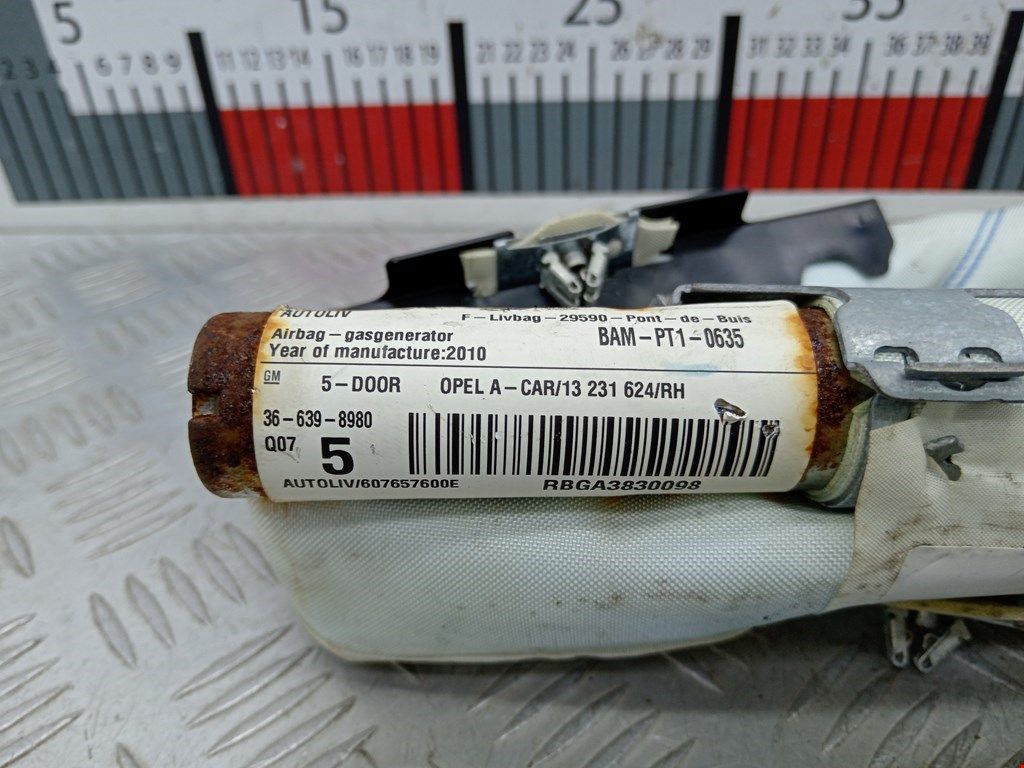 5 15 25 35
2 3 4 6 7 8 9 11 12 13 14 16 17 18 19 21 22 23 24 26 27 28 29 31 32 33 34 36 37 38 39
AUTOLIV F-Livbag-29590-Pont-de-Buis
Airbag-gasgenerator BAM-PT1-0635
Year of manufacture:2010
GM 5-DOOR OPEL A-CAR/13 231 624/RH
36-639-8980
Q07 5
AUTOLIV/607657600E RBGA3830098